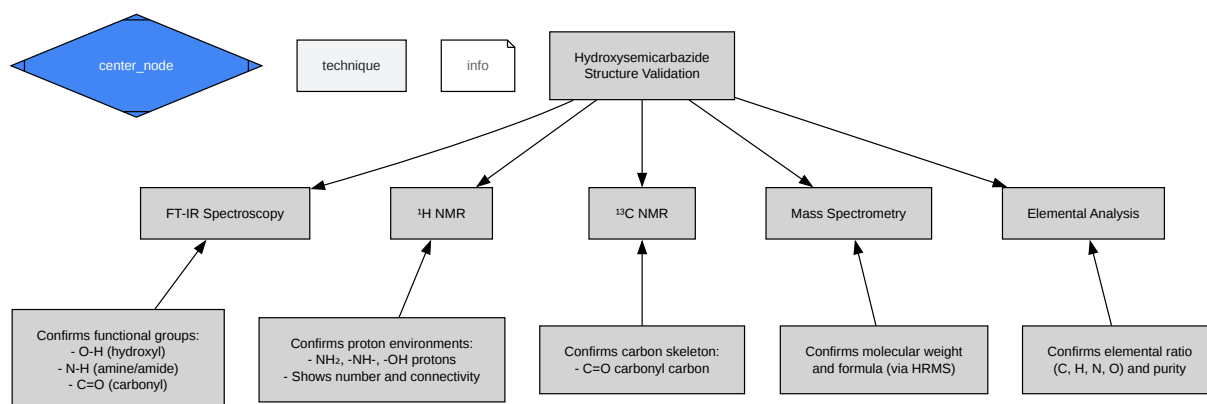 center_node
technique
info
Hydroxysemicarbazide
Structure Validation
FT-IR Spectroscopy
¹H NMR
¹³C NMR
Mass Spectrometry
Elemental Analysis
Confirms functional groups:
- O-H (hydroxyl)
- N-H (amine/amide)
- C=O (carbonyl)
Confirms proton environments:
- NH₂, -NH-, -OH protons
- Shows number and connectivity
Confirms carbon skeleton:
- C=O carbonyl carbon
Confirms molecular weight
and formula (via HRMS)
Confirms elemental ratio
(C, H, N, O) and purity